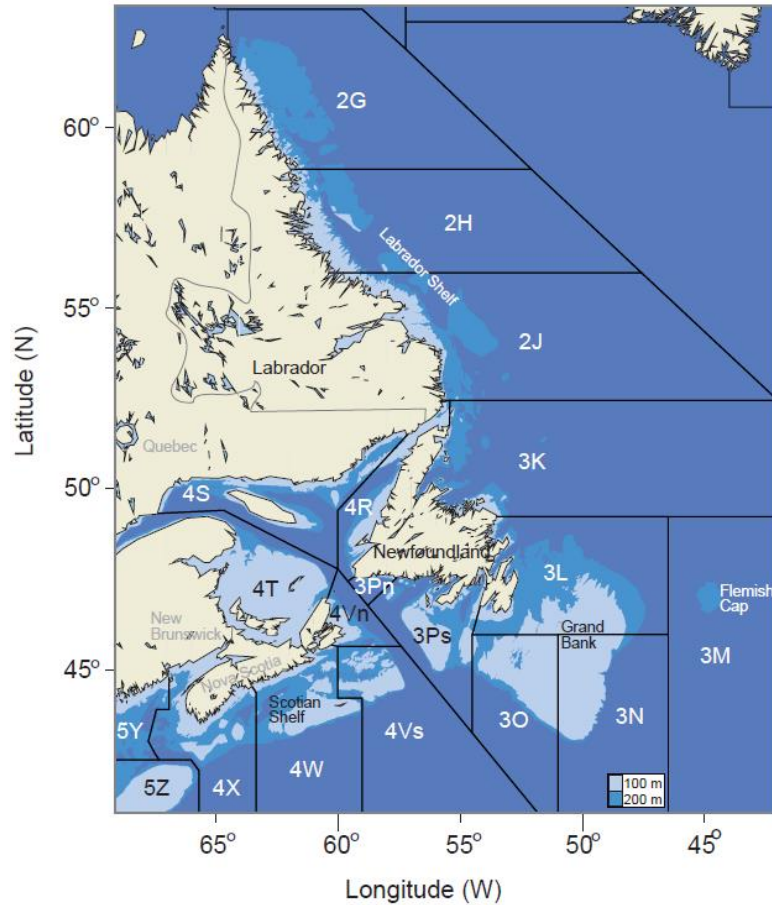 60°
55°
50°
45°
Latitude (N)
2G
2H
Labrador Shelf
2J
Labrador
Quebec
3K
4S
4R
Newfoundland
3L
Flemish
Cap
4T
3Pn
New
Brunswick
4Vn
3Ps
Grand
Bank
3M
Nova Scotia
Scotian
Shelf
5Y
4Vs
3O
3N
5Z
4X
4W
100 m
200 m
65°
60°
55°
50°
45°
Longitude (W)